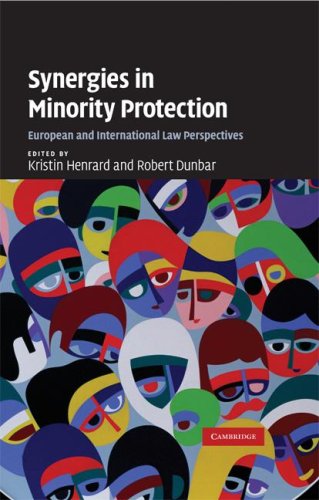 Synergies in
Minority Protection
European and International Law Perspectives
EDITED BY
Kristin Henrard and Robert Dunbar
CAMBRIDGE